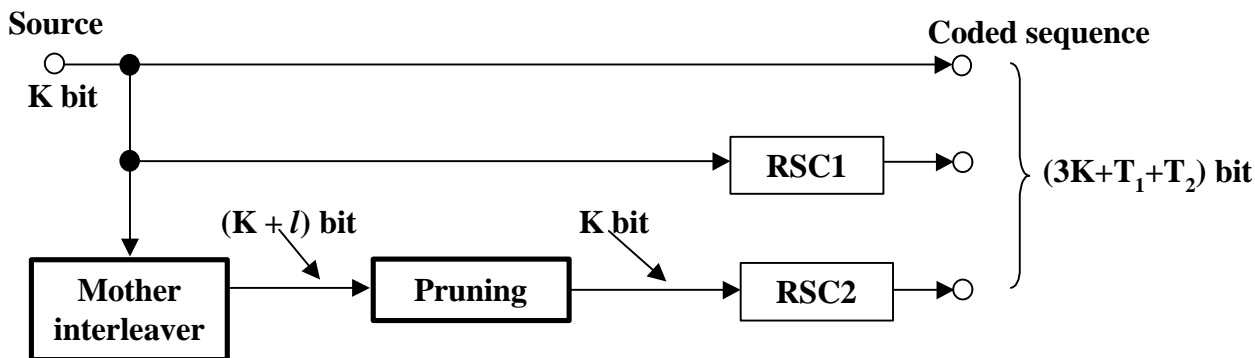 Source
Coded sequence
K bit
RSC1
(3K+T1+T2) bit
(K + l) bit
K bit
Mother
interleaver
Pruning
RSC2